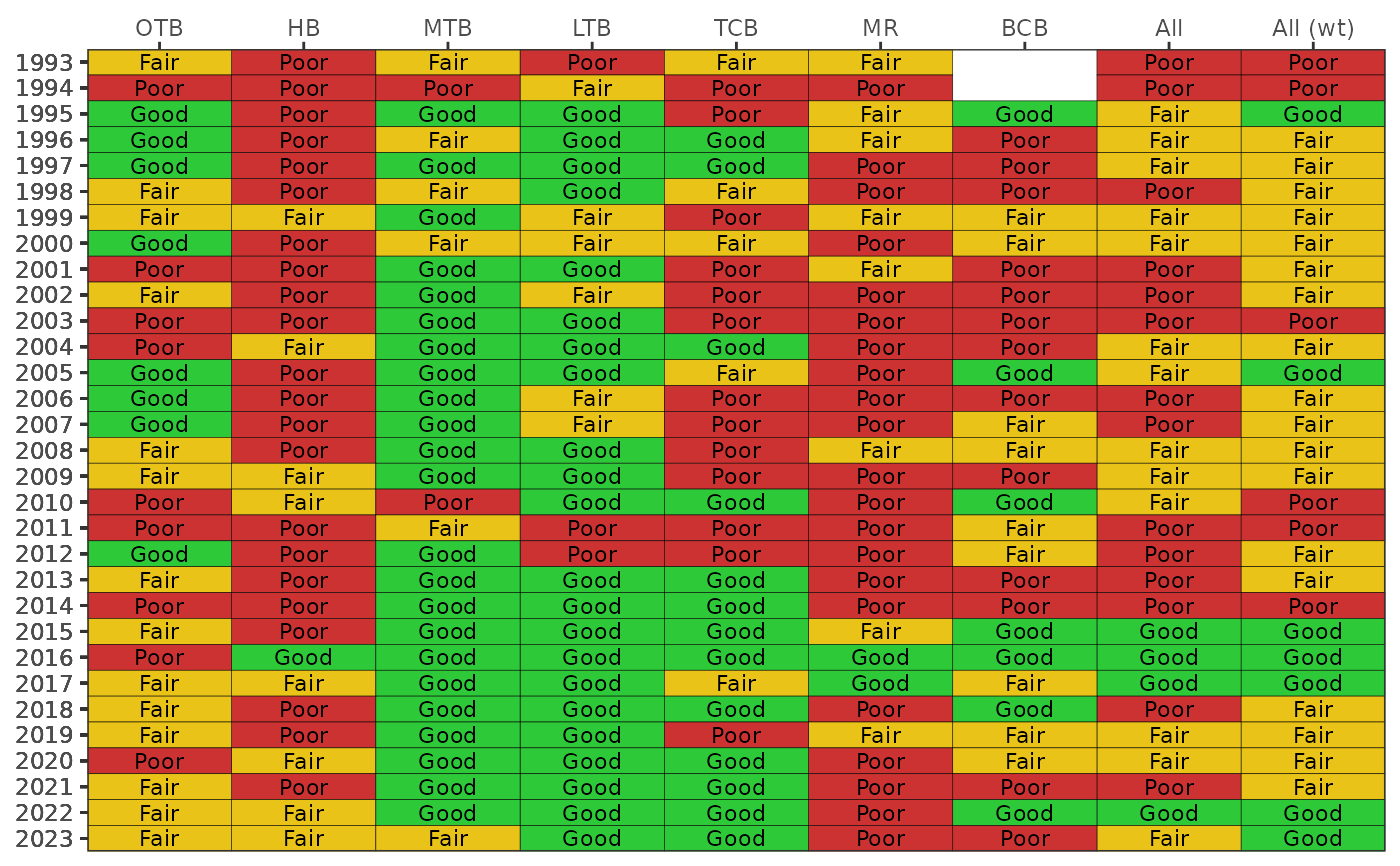 OTB HB MTB LTB TCB MR BCB All All (wt)
1993 Fair Poor Fair Poor Fair Fair Poor Poor
1994 Poor Poor Poor Fair Poor Poor Poor Poor
1995 Good Poor Good Good Poor Fair Good Fair Good
1996 Good Poor Fair Good Good Fair Poor Fair Fair
1997 Good Poor Good Good Good Poor Poor Fair Fair
1998 Fair Poor Fair Good Fair Poor Poor Poor Fair
1999 Fair Fair Good Fair Poor Fair Fair Fair Fair
2000 Good Poor Fair Fair Fair Poor Fair Fair Fair
2001 Poor Poor Good Good Poor Fair Poor Poor Fair
2002 Fair Poor Good Fair Poor Poor Poor Poor Fair
2003 Poor Poor Good Good Poor Poor Poor Poor Poor
2004 Poor Fair Good Good Good Poor Poor Fair Fair
2005 Good Poor Good Good Fair Poor Good Fair Good
2006 Good Poor Good Fair Poor Poor Poor Poor Fair
2007 Good Poor Good Fair Poor Poor Fair Poor Fair
2008 Fair Poor Good Good Poor Fair Fair Fair Fair
2009 Fair Fair Good Good Poor Poor Poor Fair Fair
2010 Poor Fair Poor Good Good Poor Good Fair Poor
2011 Poor Poor Fair Poor Poor Poor Fair Poor Poor
2012 Good Poor Good Poor Poor Poor Fair Poor Fair
2013 Fair Poor Good Good Good Poor Poor Poor Fair
2014 Poor Poor Good Good Good Poor Poor Poor Poor
2015 Fair Poor Good Good Good Fair Good Good Good
2016 Poor Good Good Good Good Good Good Good Good
2017 Fair Fair Good Good Fair Good Fair Good Good
2018 Fair Poor Good Good Good Poor Good Poor Fair
2019 Fair Poor Good Good Poor Fair Fair Fair Fair
2020 Poor Fair Good Good Good Poor Fair Fair Fair
2021 Fair Poor Good Good Good Poor Poor Poor Fair
2022 Fair Fair Good Good Good Poor Good Good Good
2023 Fair Fair Fair Good Good Poor Poor Fair Good